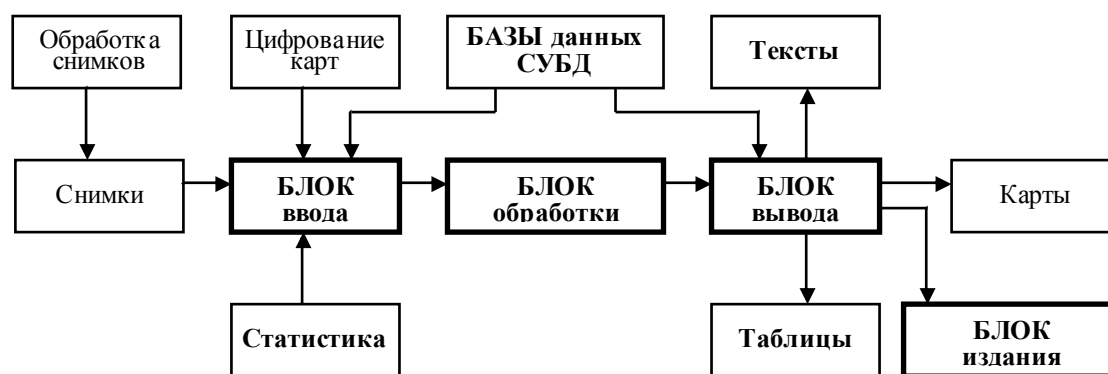 Обработка
снимков
Цифрование
карт
БАЗЫ данных
СУБД
Тексты
Снимки
БЛОК
ввода
БЛОК
обработки
БЛОК
вывода
Карты
Статистика
Таблицы
БЛОК
издания